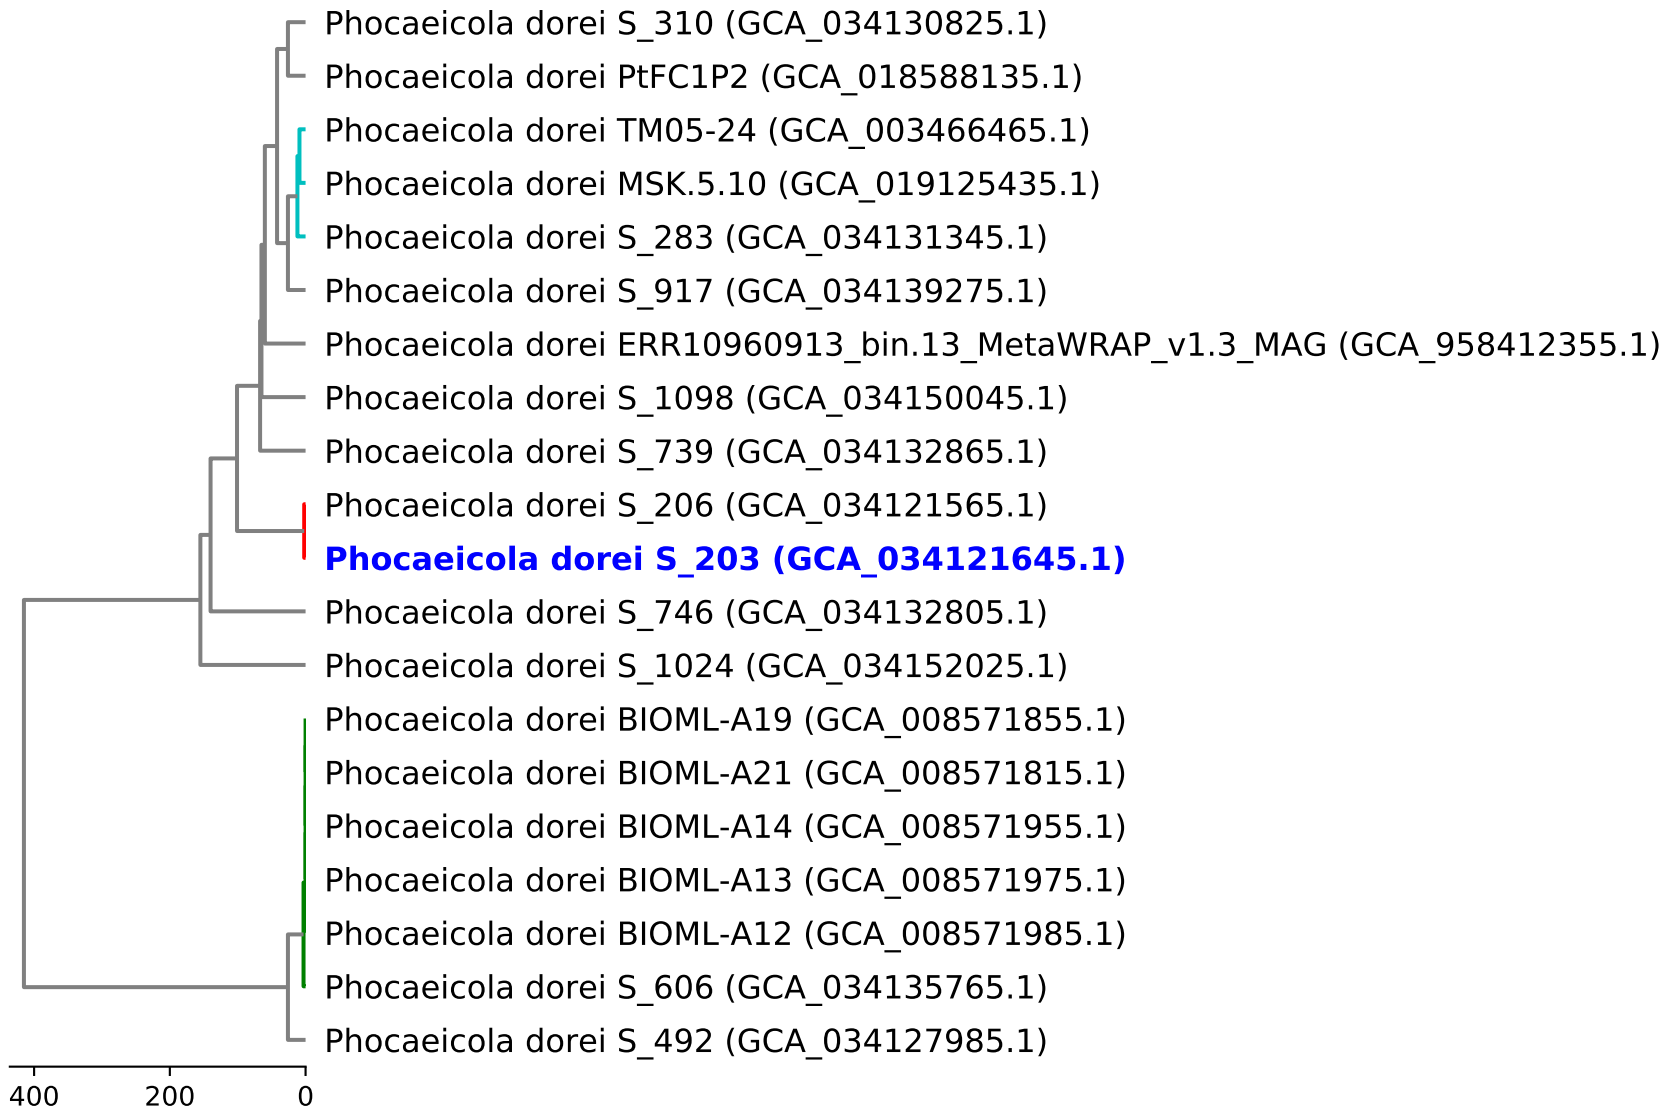 Phocaeicola dorei S_310 (GCA_034130825.1)
Phocaeicola dorei PtFC1P2 (GCA_018588135.1)
Phocaeicola dorei TM05-24 (GCA_003466465.1)
Phocaeicola dorei MSK.5.10 (GCA_019125435.1)
Phocaeicola dorei S_283 (GCA_034131345.1)
Phocaeicola dorei S_917 (GCA_034139275.1)
Phocaeicola dorei ERR10960913_bin.13_MetaWRAP_v1.3_MAG (GCA_958412355.1)
Phocaeicola dorei S_1098 (GCA_034150045.1)
Phocaeicola dorei S_739 (GCA_034132865.1)
Phocaeicola dorei S_206 (GCA_034121565.1)
Phocaeicola dorei S_203 (GCA_034121645.1)
Phocaeicola dorei S_746 (GCA_034132805.1)
Phocaeicola dorei S_1024 (GCA_034152025.1)
Phocaeicola dorei BIOML-A19 (GCA_008571855.1)
Phocaeicola dorei BIOML-A21 (GCA_008571815.1)
Phocaeicola dorei BIOML-A14 (GCA_008571955.1)
Phocaeicola dorei BIOML-A13 (GCA_008571975.1)
Phocaeicola dorei BIOML-A12 (GCA_008571985.1)
Phocaeicola dorei S_606 (GCA_034135765.1)
Phocaeicola dorei S_492 (GCA_034127985.1)
400 200 0